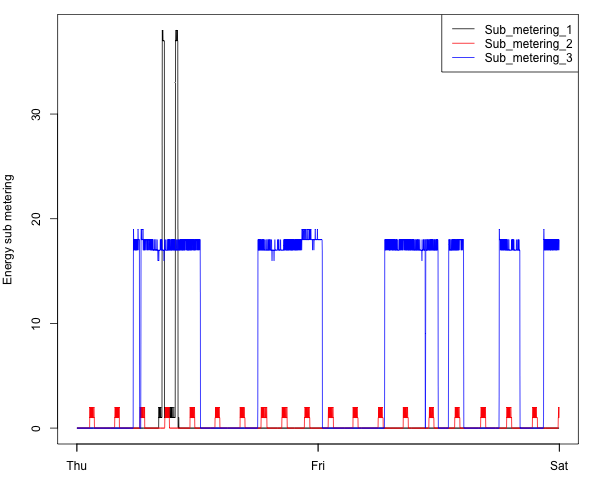 Sub_metering_1
Sub_metering_2
Sub_metering_3
Energy sub metering
30
20
10
0
Thu Fri Sat